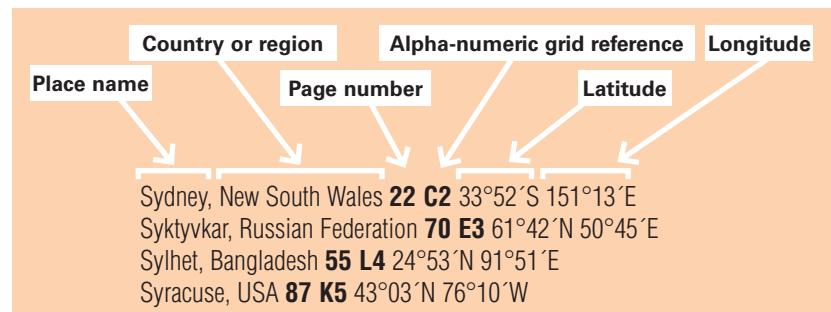 Country or region
Alpha-numeric grid reference
Longitude
Place name
Page number
Latitude
Sydney, New South Wales 22 C2 33°52´S 151°13´E
Syktyvkar, Russian Federation 70 E3 61°42´N 50°45´E
Sylhet, Bangladesh 55 L4 24°53´N 91°51´E
Syracuse, USA 87 K5 43°03´N 76°10´W